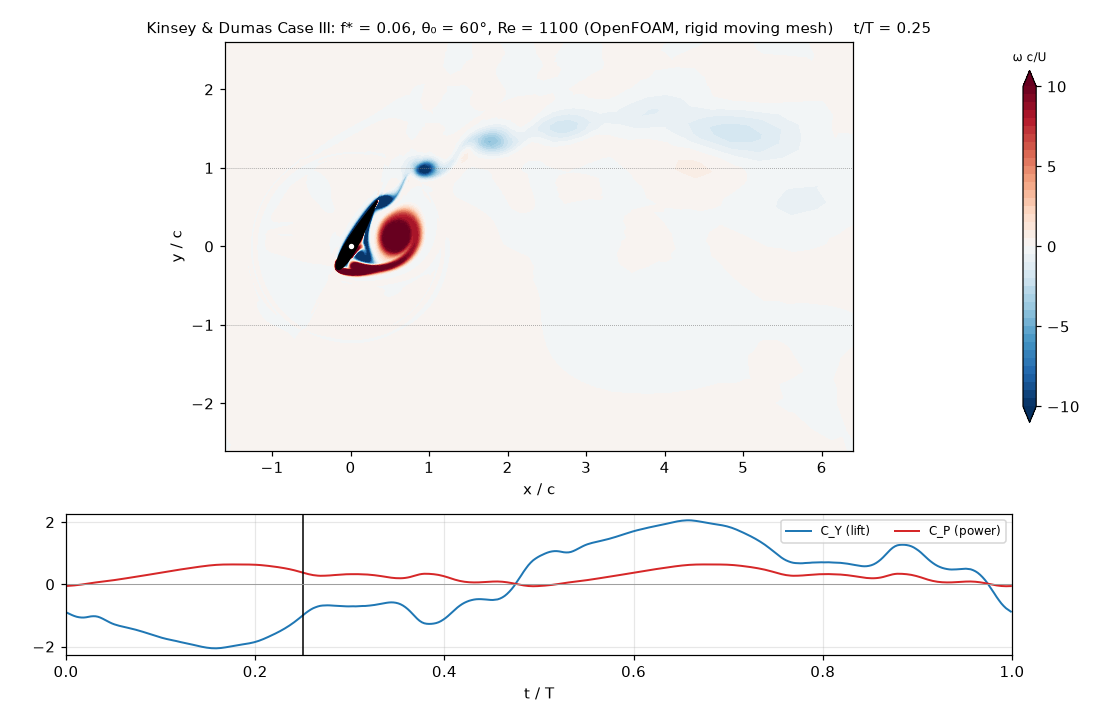 Kinsey & Dumas Case III: f* = 0.06, θ₀ = 60°, Re = 1100 (OpenFOAM, rigid moving mesh)    t/T = 0.25
ω c/U
10
5
0
−5
−10
2
1
0
−1
−2
y / c
−1 0 1 2 3 4 5 6
x / c
C_Y (lift) C_P (power)
2
0
−2
0.0 0.2 0.4 0.6 0.8 1.0
t / T